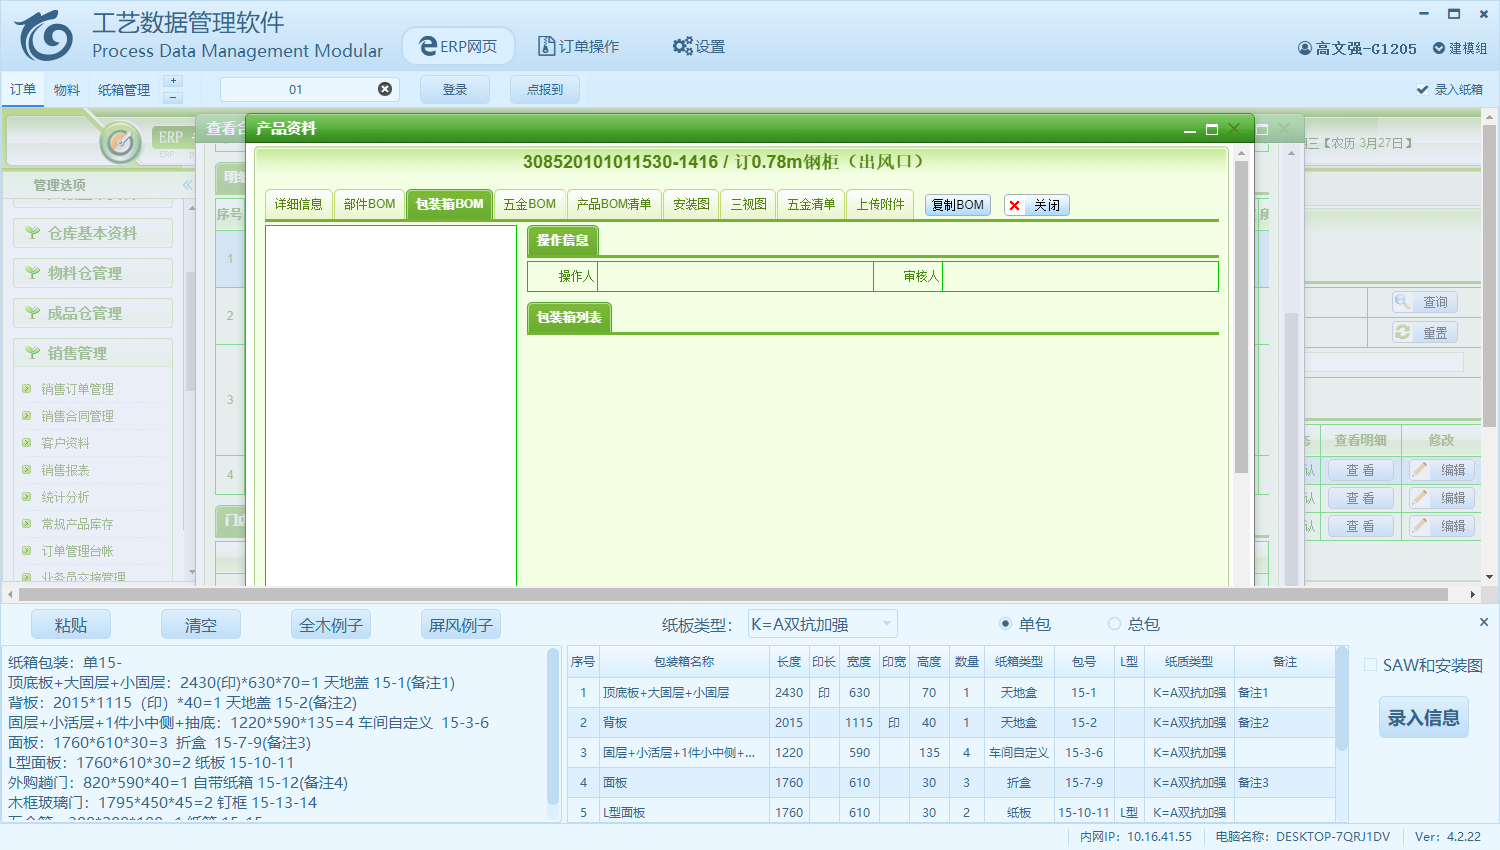 工艺数据管理软件
Process Data Management Modular
ERP网页
订单操作
设置
高文强-G1205
建模组
订单
物料
纸箱管理
+
-
01
登录
点报到
录入纸箱
ERP
查看合
产品资料
三【农历 3月27日】
308520101011530-1416 / 订0.78m钢柜（出风口）
管理选项
仓库基本资料
物料仓管理
成品仓管理
销售管理
销售订单管理
销售合同管理
客户资料
销售报表
统计分析
常规产品库存
订单管理台帐
业务员交接管理
明细
序号
1
2
3
4
门店
详细信息
部件BOM
包装箱BOM
五金BOM
产品BOM清单
安装图
三视图
五金清单
上传附件
复制BOM
关闭
操作信息
操作人
审核人
包装箱列表
查询
重置
态
查看明细
修改
认
查 看
编辑
认
查 看
编辑
认
查 看
编辑
粘贴
清空
全木例子
屏风例子
纸板类型：
K=A双抗加强
单包
总包
纸箱包装：单15-
顶底板+大固层+小固层：2430(印)*630*70=1 天地盖 15-1(备注1)
背板：2015*1115（印）*40=1 天地盖 15-2(备注2)
固层+小活层+1件小中侧+抽底：1220*590*135=4 车间自定义  15-3-6
面板：1760*610*30=3  折盒  15-7-9(备注3)
L型面板：1760*610*30=2 纸板 15-10-11
外购趟门：820*590*40=1 自带纸箱 15-12(备注4)
木框玻璃门：1795*450*45=2 钉框 15-13-14
序号 包装箱名称 长度 印长 宽度 印宽 高度 数量 纸箱类型 包号 L型 纸质类型 备注
1 顶底板+大固层+小固层 2430 印 630 70 1 天地盒 15-1 K=A双抗加强 备注1
2 背板 2015 1115 印 40 1 天地盒 15-2 K=A双抗加强 备注2
3 固层+小活层+1件小中侧+... 1220 590 135 4 车间自定义 15-3-6 K=A双抗加强
4 面板 1760 610 30 3 折盒 15-7-9 K=A双抗加强 备注3
5 L型面板 1760 610 30 2 纸板 15-10-11 L型 K=A双抗加强
SAW和安装图
录入信息
内网IP：10.16.41.55
电脑名称：DESKTOP-7QRJ1DV
Ver：4.2.22